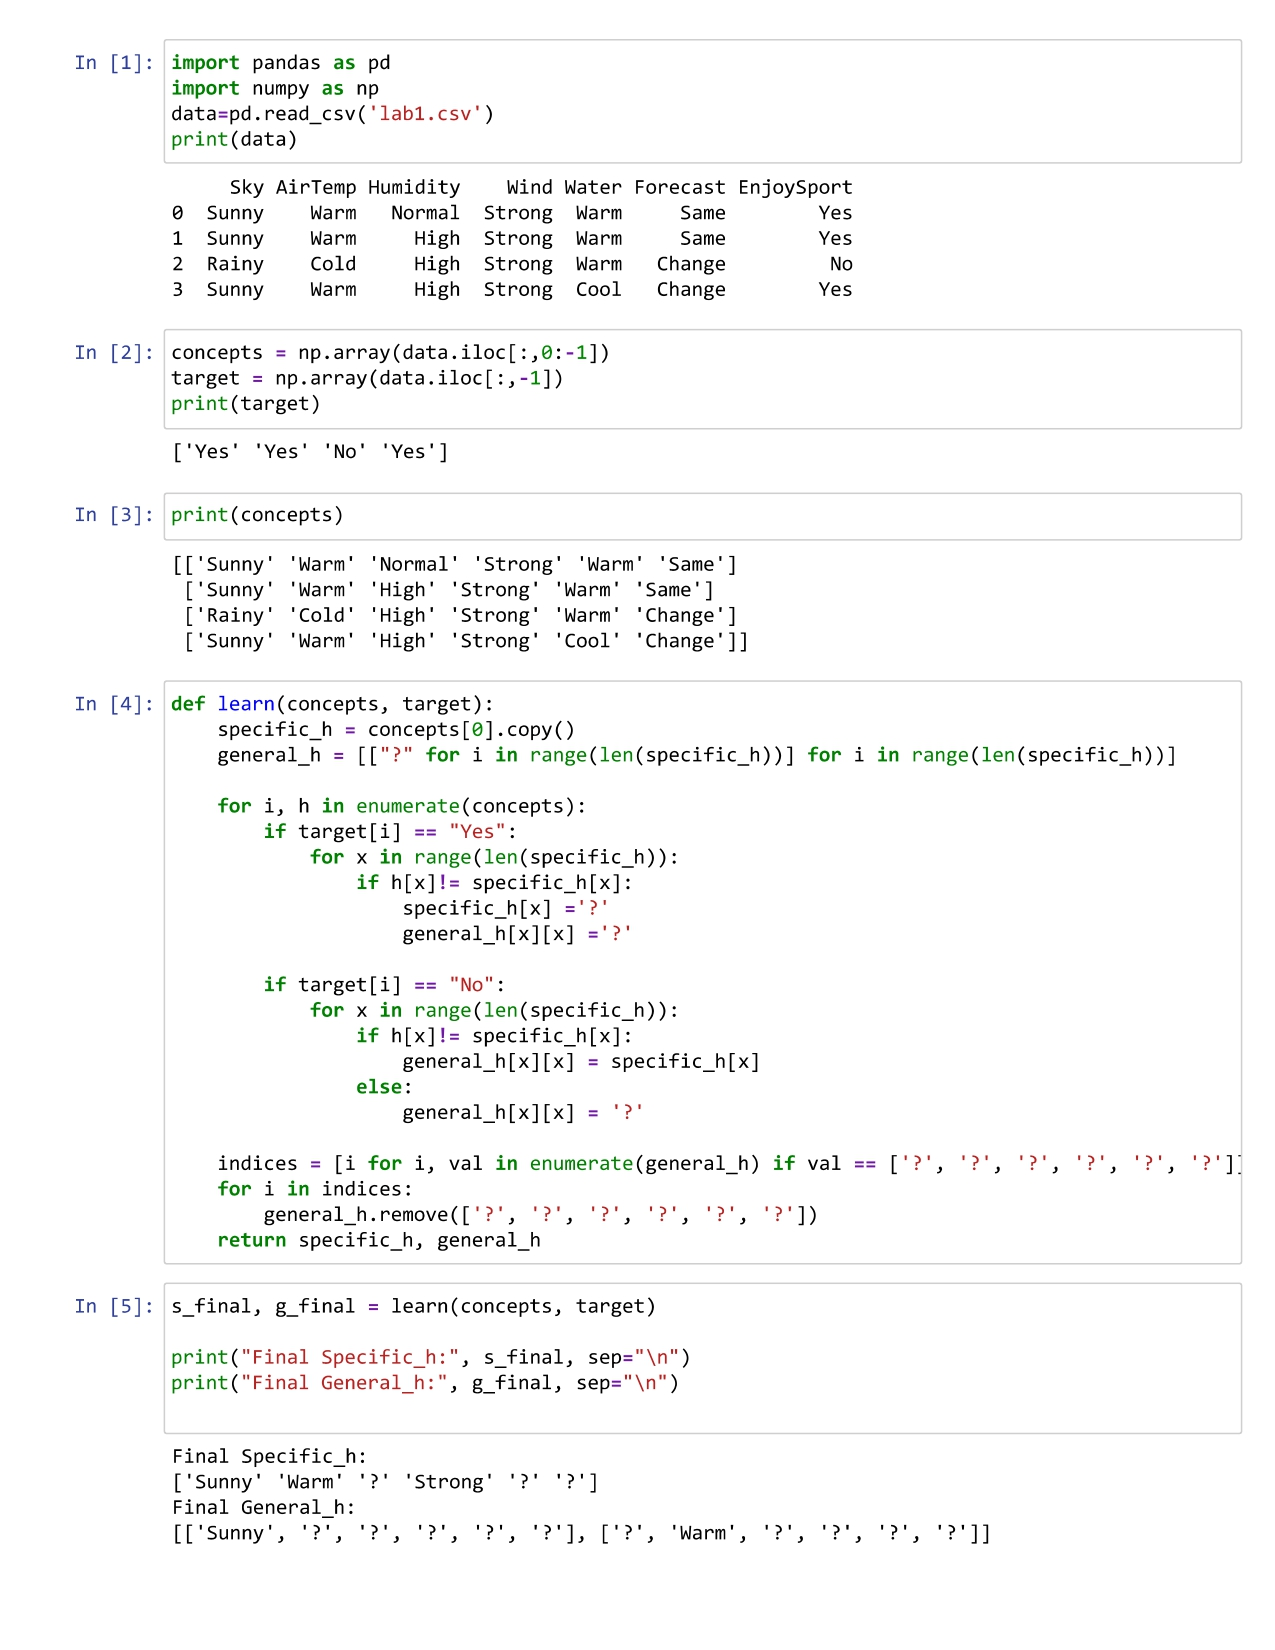 In [1]: import pandas as pd
import numpy as np
data=pd.read_csv('lab1.csv')
print(data)
Sky AirTemp Humidity Wind Water Forecast EnjoySport
0 Sunny Warm Normal Strong Warm Same Yes
1 Sunny Warm High Strong Warm Same Yes
2 Rainy Cold High Strong Warm Change No
3 Sunny Warm High Strong Cool Change Yes
In [2]: concepts = np.array(data.iloc[:,0:-1])
target = np.array(data.iloc[:,-1])
print(target)
['Yes' 'Yes' 'No' 'Yes']
In [3]: print(concepts)
[['Sunny' 'Warm' 'Normal' 'Strong' 'Warm' 'Same']
['Sunny' 'Warm' 'High' 'Strong' 'Warm' 'Same']
['Rainy' 'Cold' 'High' 'Strong' 'Warm' 'Change']
['Sunny' 'Warm' 'High' 'Strong' 'Cool' 'Change']]
In [4]: def learn(concepts, target):
specific_h = concepts[0].copy()
general_h = [["?" for i in range(len(specific_h))] for i in range(len(specific_h))]
for i, h in enumerate(concepts):
if target[i] == "Yes":
for x in range(len(specific_h)):
if h[x]!= specific_h[x]:
specific_h[x] ='?'
general_h[x][x] ='?'
if target[i] == "No":
for x in range(len(specific_h)):
if h[x]!= specific_h[x]:
general_h[x][x] = specific_h[x]
else:
general_h[x][x] = '?'
indices = [i for i, val in enumerate(general_h) if val == ['?', '?', '?', '?', '?', '?']]
for i in indices:
general_h.remove(['?', '?', '?', '?', '?', '?'])
return specific_h, general_h
In [5]: s_final, g_final = learn(concepts, target)
print("Final Specific_h:", s_final, sep="\n")
print("Final General_h:", g_final, sep="\n")
Final Specific_h:
['Sunny' 'Warm' '?' 'Strong' '?' '?']
Final General_h:
[['Sunny', '?', '?', '?', '?', '?'], ['?', 'Warm', '?', '?', '?', '?']]